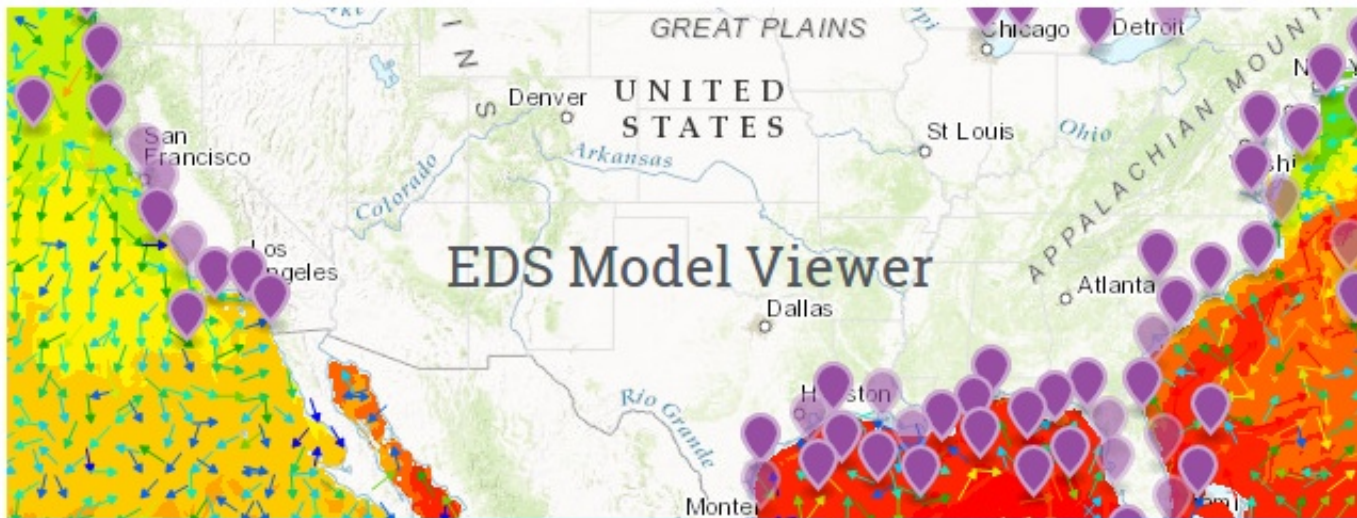 GREAT PLAINS
Chicago
Detroit
Denver
UNITED
STATES
St Louis
Ohio
San
Francisco
Arkansas
Colorado
APPALACHIAN
Los
EDS Model Viewer
Atlanta
Dallas
Rio Grande